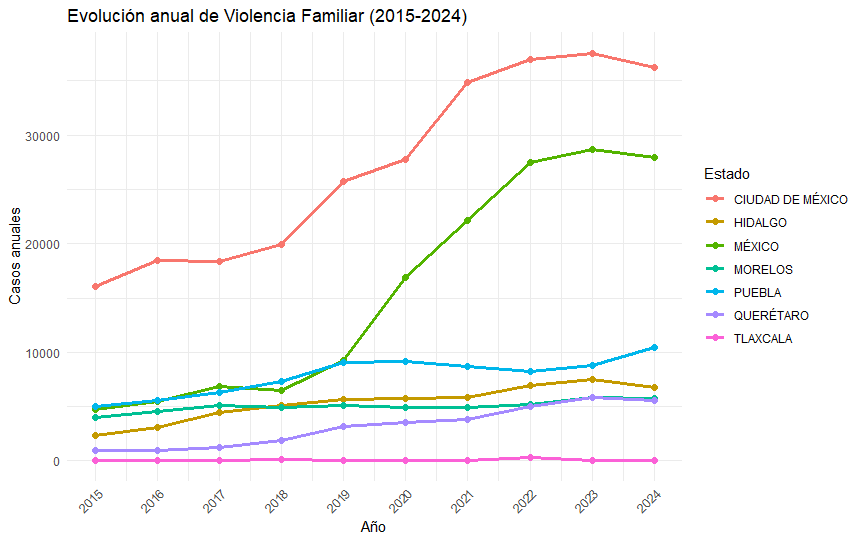 Evolución anual de Violencia Familiar (2015-2024)
Casos anuales
30000
20000
10000
0
2015
2016
2017
2018
2019
2020
2021
2022
2023
2024
Año
Estado
CIUDAD DE MÉXICO
HIDALGO
MÉXICO
MORELOS
PUEBLA
QUERÉTARO
TLAXCALA